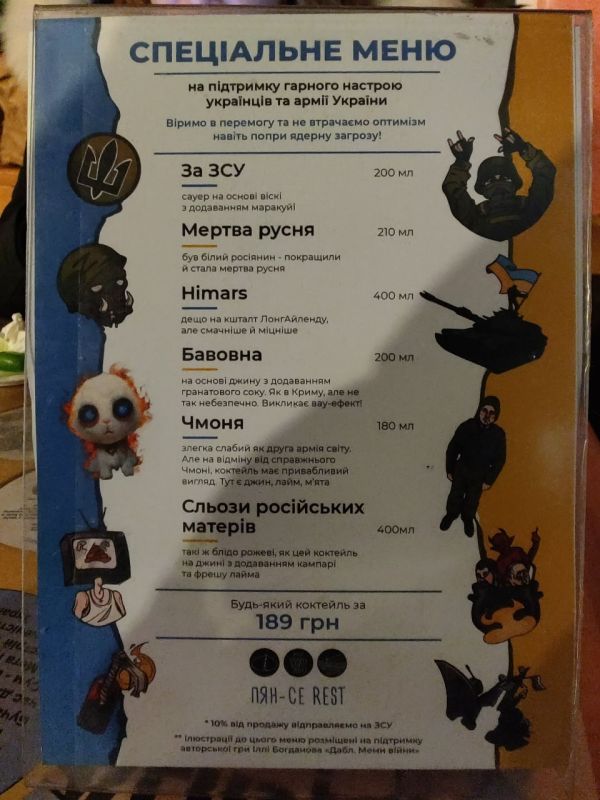 СПЕЦІАЛЬНЕ МЕНЮ
на підтримку гарного настрою
українців та армії України
Віримо в перемогу та не втрачаємо оптимізм
навіть попри ядерну загрозу!
За ЗСУ 200 мл
сауер на основі віскі
з додаванням маракуйї
Мертва русня 210 мл
був білий росіянин - покращили
й стала мертва русня
Himars 400 мл
дещо на кшталт ЛонгАйленду,
але смачніше й міцніше
Бавовна 200 мл
на основі джину з додаванням
гранатового соку. Як в Криму, але не
так небезпечно. Викликає вау-ефект!
Чмоня 180 мл
злегка слабий як друга армія світу.
Але на відміну від справжнього
Чмоні, коктейль має привабливий
вигляд. Тут є джин, лайм, м'ята
Сльози російських
матерів 400мл
такі ж блідо рожеві, як цей коктейль
на джині з додаванням кампарі
та фрешу лайма
Будь-який коктейль за
189 грн
ПЯН-СЕ REST
* 10% від продажу відправляємо на ЗСУ
** ілюстрації до цього меню розміщені на підтримку
авторської гри Іллі Богданова «Дабл. Меми війни»